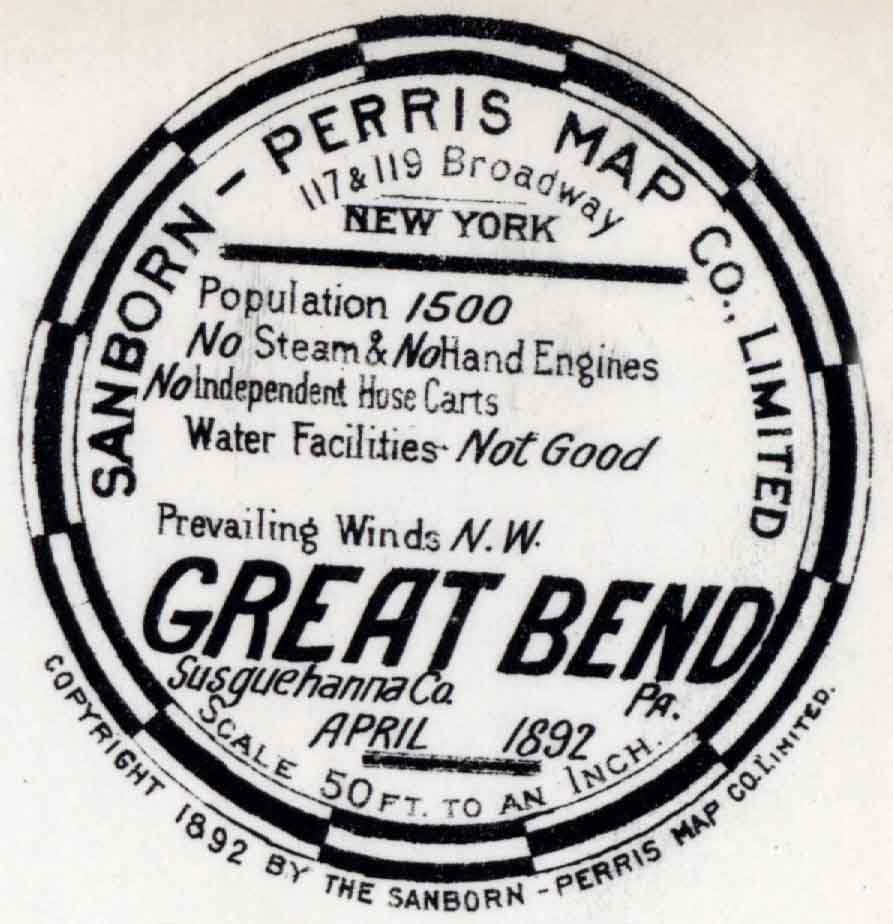 SANBORN - PERRIS MAP CO., LIMITED
117 & 119 Broadway
NEW YORK
Population 1500
No Steam & No Hand Engines
No Independent Hose Carts
Water Facilities - Not Good
Prevailing Winds N.W.
GREAT BEND
Susquehanna Co. PA.
APRIL 1892
SCALE 50 FT. TO AN INCH.
COPYRIGHT 1892 BY THE SANBORN - PERRIS MAP CO. LIMITED.